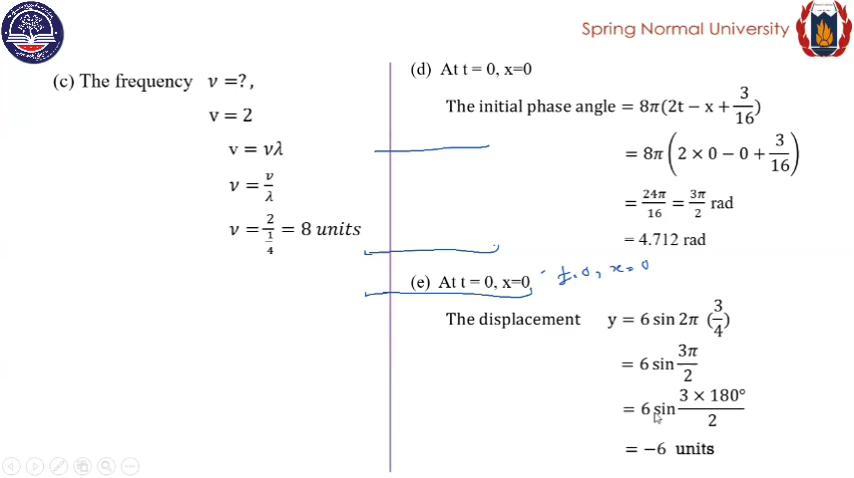 Spring Normal University
(c) The frequency ν =?,
v = 2
v = νλ
ν = v/λ
ν = 2/(1/4) = 8 units
(d) At t = 0, x=0
The initial phase angle = 8π(2t − x + 3/16)
= 8π(2 × 0 − 0 + 3/16)
= 24π/16 = 3π/2 rad
= 4.712 rad
(e) At t = 0, x=0 t=0, x=0
The displacement y = 6 sin 2π (3/4)
= 6 sin 3π/2
= 6 sin (3 × 180°)/2
= −6 units